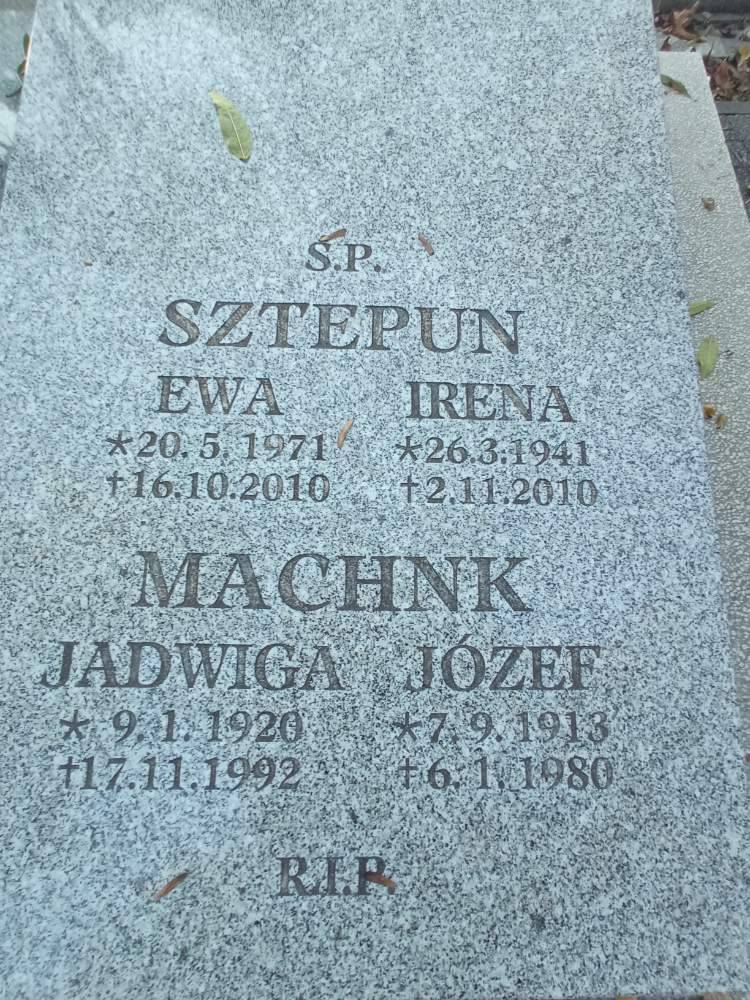 Ś.P.
SZTEPUN
EWA IRENA
*20.5.1971 *26.3.1941
†16.10.2010 †2.11.2010
MACHNK
JADWIGA JÓZEF
* 9.1.1920 *7.9.1913
†17.11.1992 †6.1.1980
R.I.P.